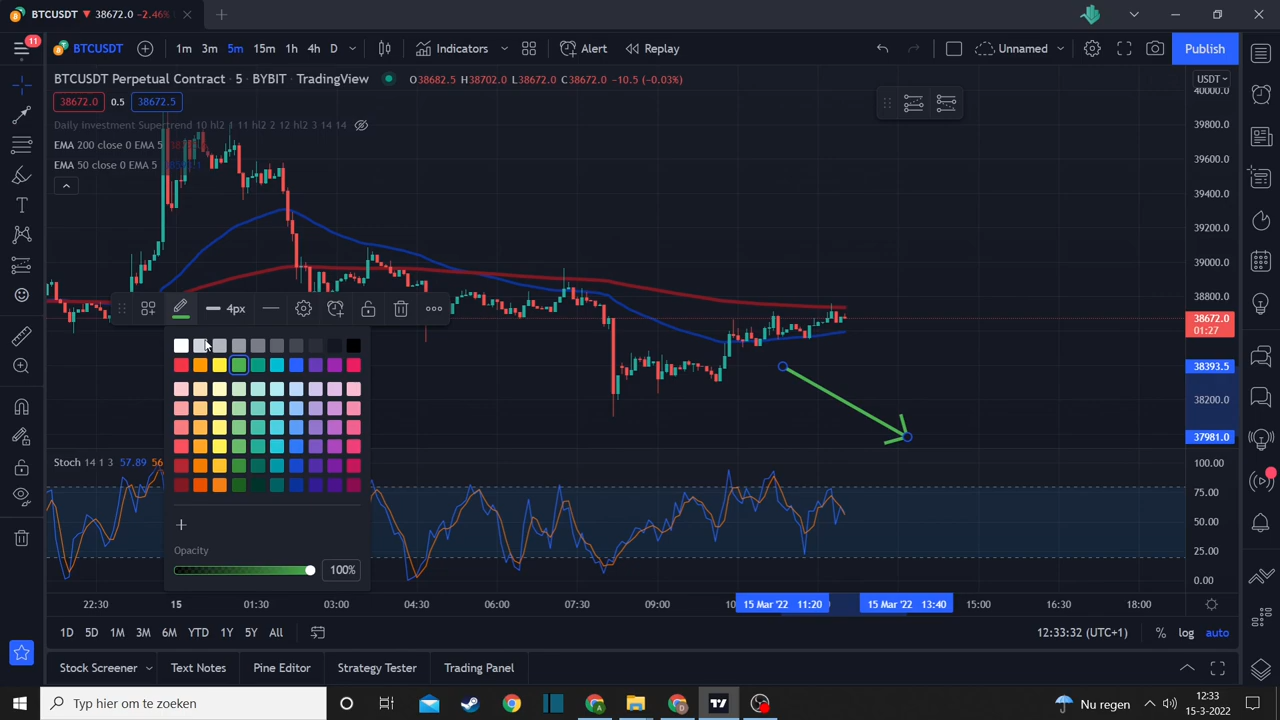 BTCUSDT ▼ 38672.0 −2.46%
11
BTCUSDT 1m 3m 5m 15m 1h 4h D Indicators Alert Replay Unnamed Publish
BTCUSDT Perpetual Contract · 5 · BYBIT · TradingView O38682.5 H38702.0 L38672.0 C38672.0 −10.5 (−0.03%)
USDT
38672.0 0.5 38672.5
Daily Investment Supertrend 10 hl2 1 11 hl2 2 12 hl2 3 14 14
EMA 200 close 0 EMA 5
EMA 50 close 0 EMA 5
40000.0
39800.0
39600.0
39400.0
39200.0
39000.0
38800.0
38672.0
01:27
38393.5
38200.0
37981.0
4px
Opacity
100%
Stoch 14 1 3 57.89 56
100.00
75.00
50.00
25.00
0.00
22:30 15 01:30 03:00 04:30 06:00 07:30 09:00 10 15 Mar '22 11:20 15 Mar '22 13:40 15:00 16:30 18:00
1D 5D 1M 3M 6M YTD 1Y 5Y All 12:33:32 (UTC+1) % log auto
Stock Screener Text Notes Pine Editor Strategy Tester Trading Panel
Typ hier om te zoeken
Nu regen
12:33
15-3-2022